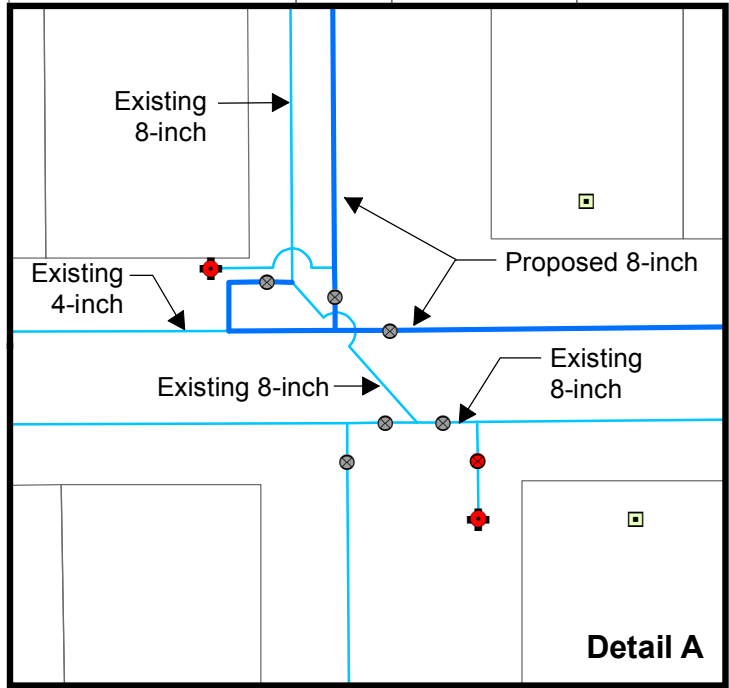 Existing
8-inch
Existing
4-inch
Proposed 8-inch
Existing 8-inch
Existing
8-inch
Detail A